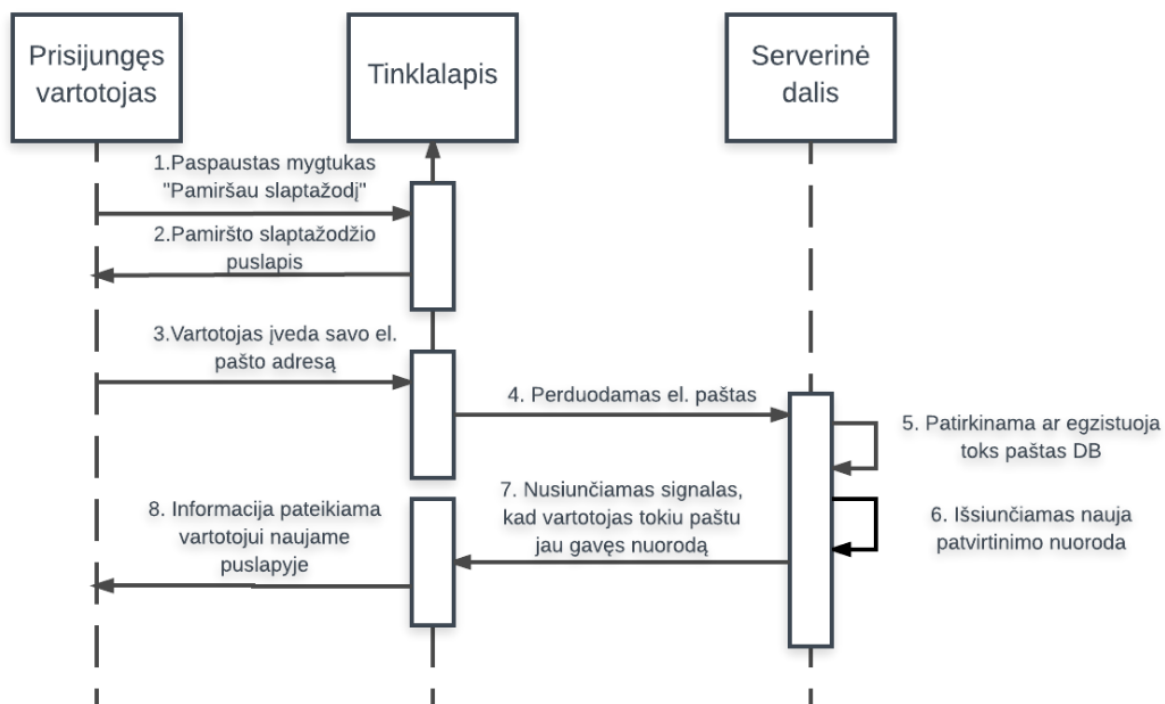 Prisijungęs
vartotojas
Tinklalapis
Serverinė
dalis
1.Paspaustas mygtukas
"Pamiršau slaptažodį"
2.Pamiršto slaptažodžio
puslapis
3.Vartotojas įveda savo el.
pašto adresą
4. Perduodamas el. paštas
5. Patirkinama ar egzistuoja
toks paštas DB
6. Išsiunčiamas nauja
patvirtinimo nuoroda
7. Nusiunčiamas signalas,
kad vartotojas tokiu paštu
jau gavęs nuorodą
8. Informacija pateikiama
vartotojui naujame
puslapyje